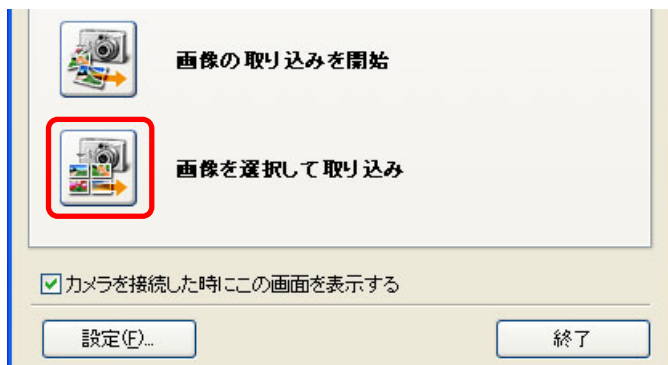 画像の取り込みを開始
画像を選択して取り込み
カメラを接続した時にこの画面を表示する
設定(F)...
終了